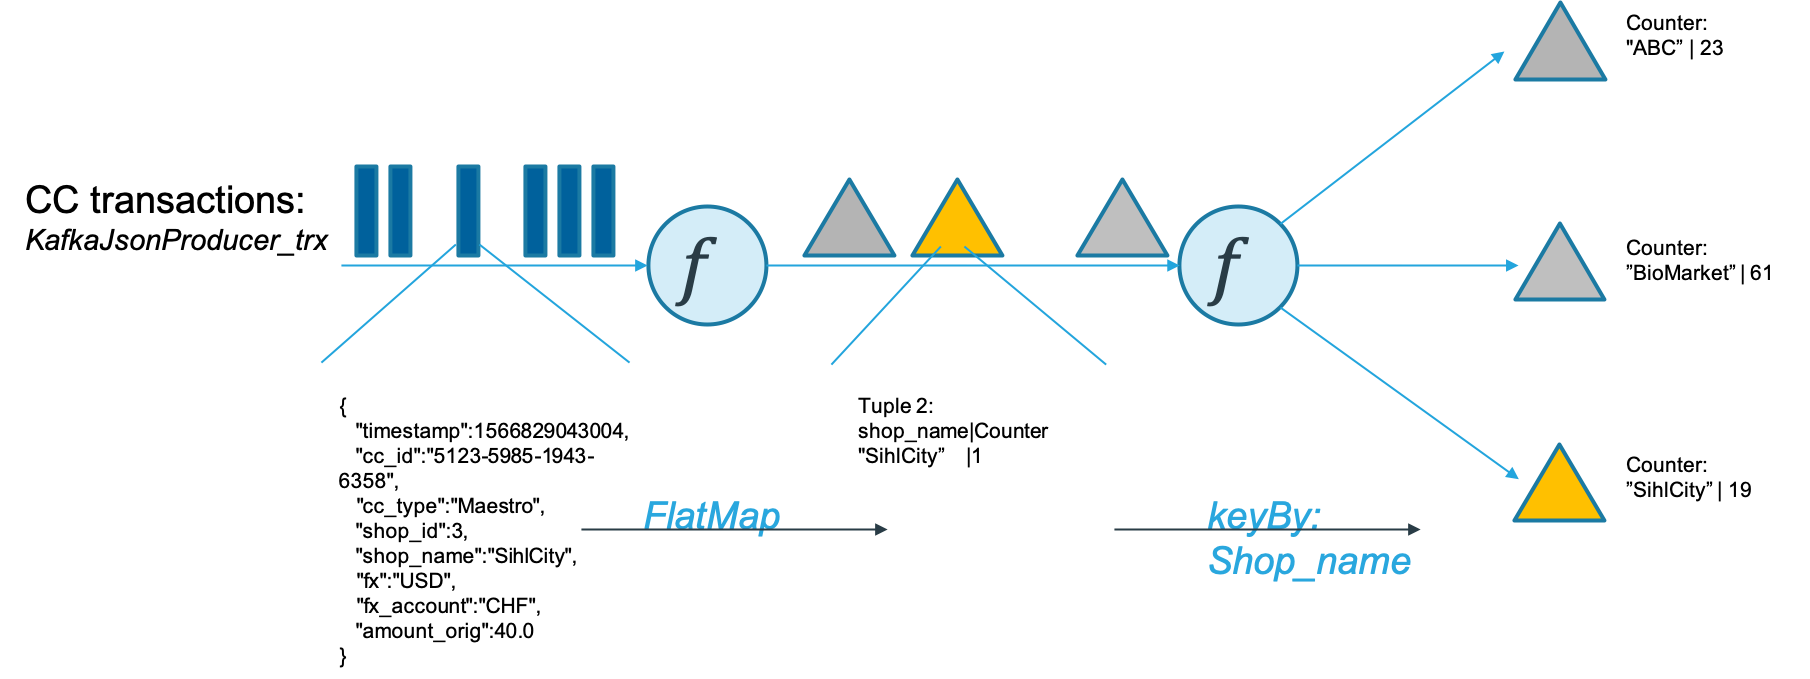 CC transactions:
KafkaJsonProducer_trx
f
f
Counter:
"ABC” | 23
Counter:
”BioMarket” | 61
Counter:
”SihlCity” | 19
{
"timestamp":1566829043004,
"cc_id":"5123-5985-1943-
6358",
"cc_type":"Maestro",
"shop_id":3,
"shop_name":"SihlCity",
"fx":"USD",
"fx_account":"CHF",
"amount_orig":40.0
}
FlatMap
Tuple 2:
shop_name|Counter
"SihlCity” |1
keyBy:
Shop_name